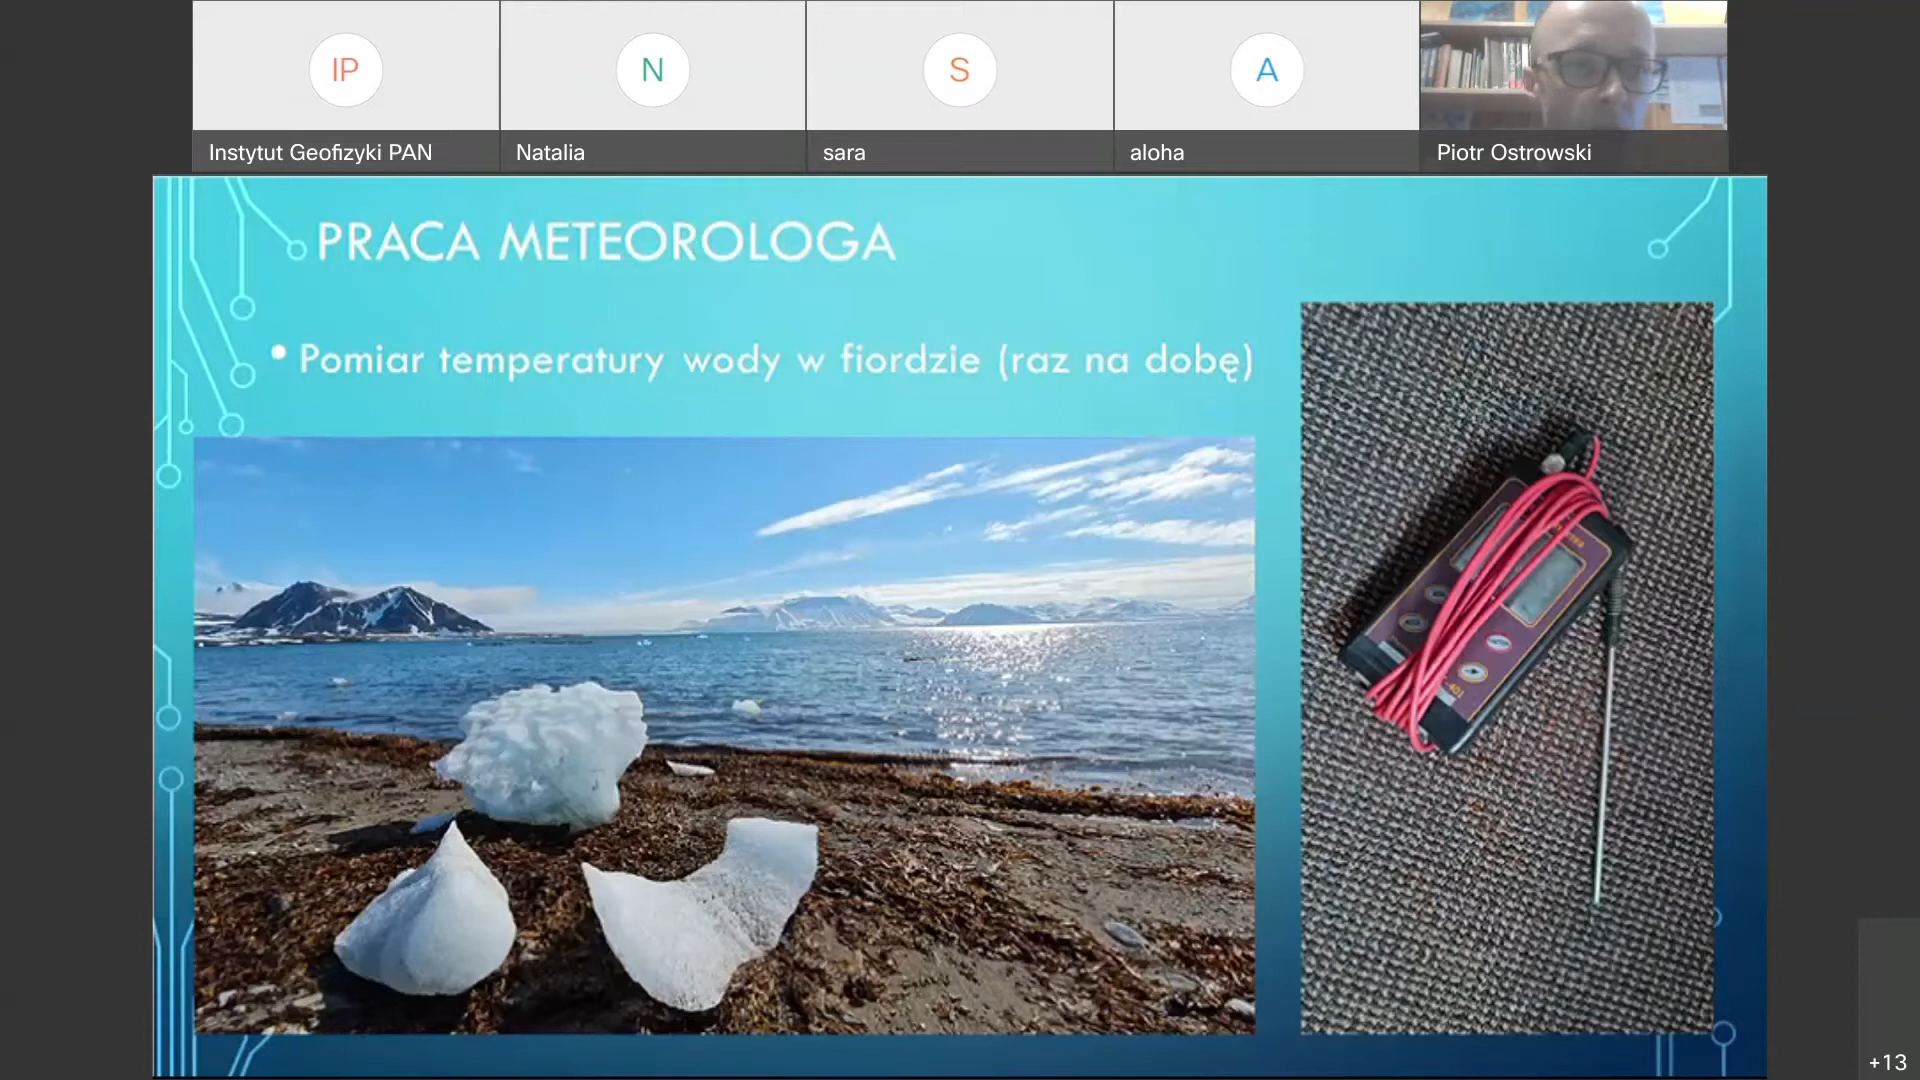 IP
N
S
A
Instytut Geofizyki PAN
Natalia
sara
aloha
Piotr Ostrowski
PRACA METEOROLOGA
• Pomiar temperatury wody w fiordzie (raz na dobę)
+13